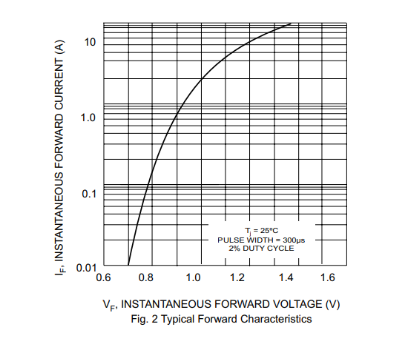 I_F, INSTANTANEOUS FORWARD CURRENT (A)
10
1.0
0.1
0.01
Tj = 25°C
PULSE WIDTH = 300µs
2% DUTY CYCLE
0.6 0.8 1.0 1.2 1.4 1.6
V_F, INSTANTANEOUS FORWARD VOLTAGE (V)
Fig. 2 Typical Forward Characteristics